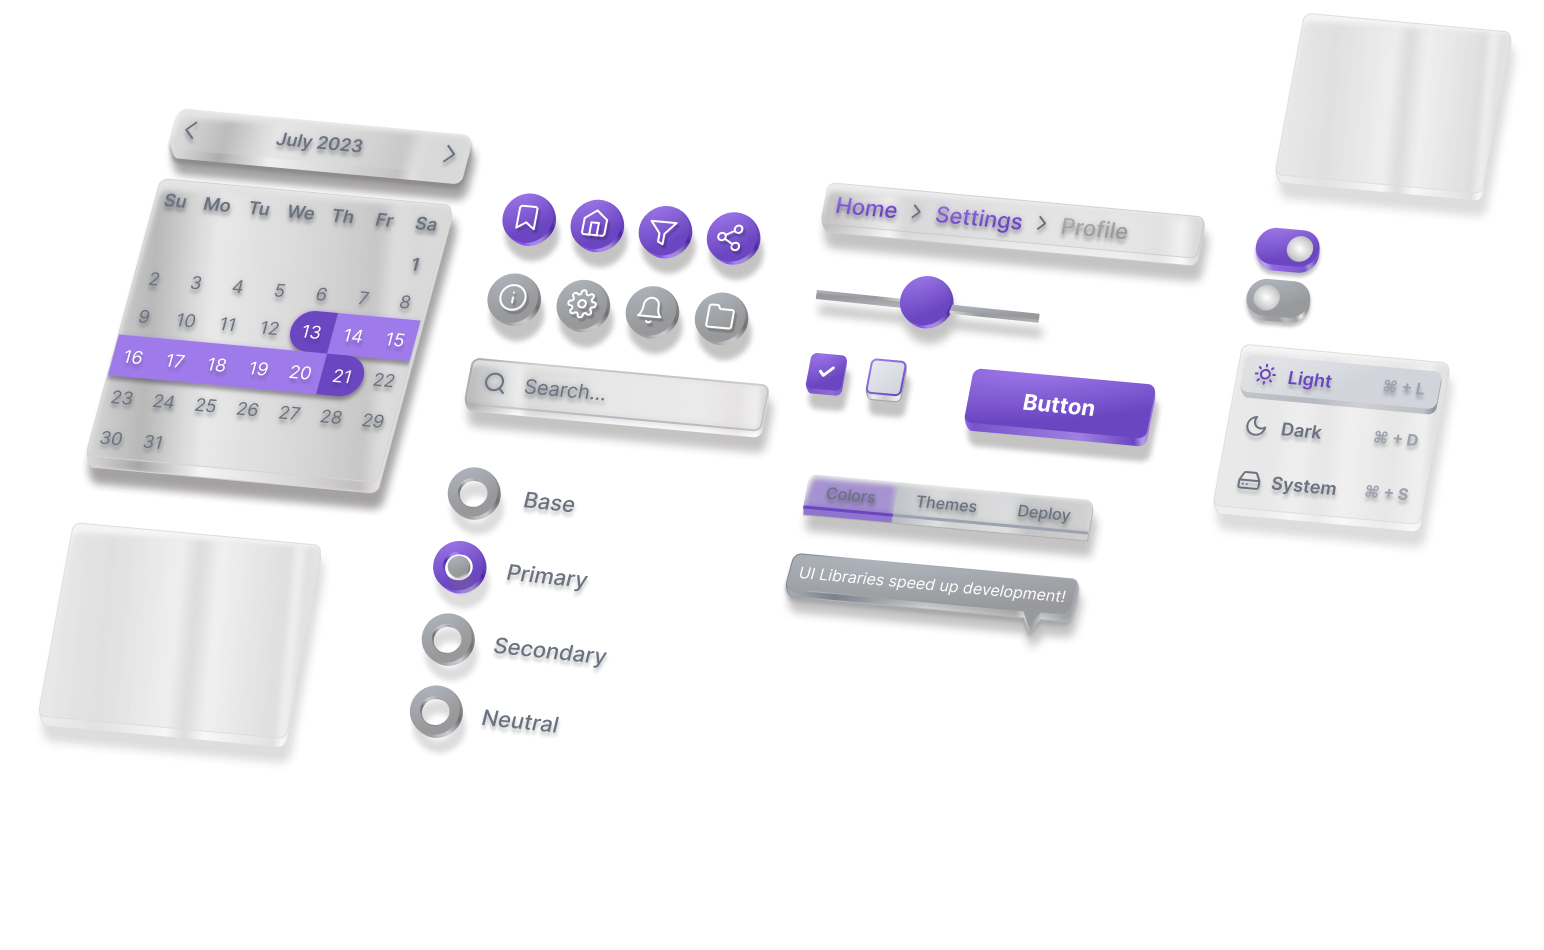 July 2023
Su Mo Tu We Th Fr Sa
1
2 3 4 5 6 7 8
9 10 11 12 13 14 15
16 17 18 19 20 21 22
23 24 25 26 27 28 29
30 31
Search...
Base
Primary
Secondary
Neutral
Home > Settings > Profile
Button
Colors Themes Deploy
UI Libraries speed up development!
Light ⌘ + L
Dark ⌘ + D
System ⌘ + S